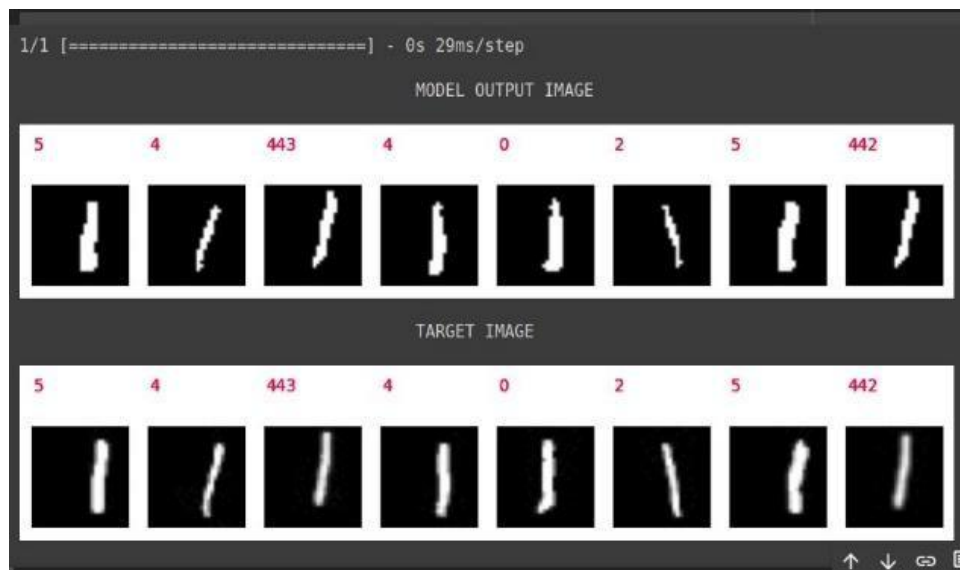 1/1 [==============================] - 0s 29ms/step
MODEL OUTPUT IMAGE
5 4 443 4 0 2 5 442
TARGET IMAGE
5 4 443 4 0 2 5 442